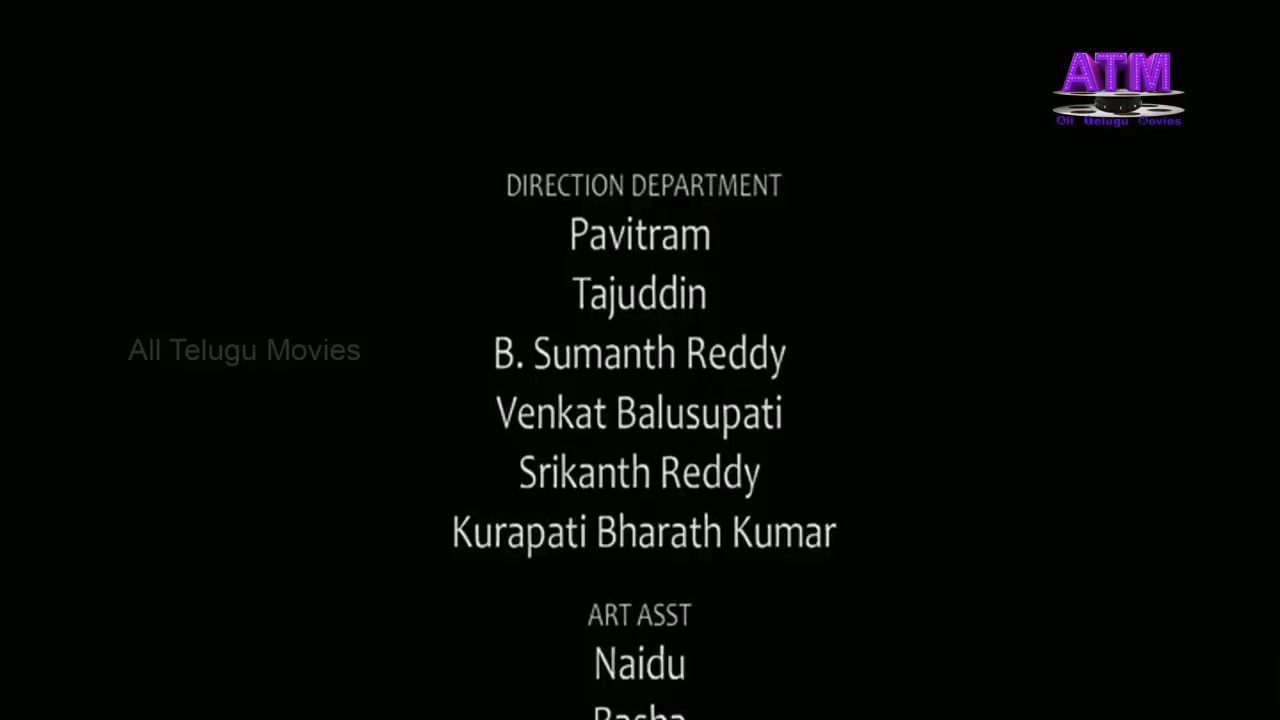 ATM
All Telugu Movies
DIRECTION DEPARTMENT
Pavitram
Tajuddin
B. Sumanth Reddy
All Telugu Movies
Venkat Balusupati
Srikanth Reddy
Kurapati Bharath Kumar
ART ASST
Naidu